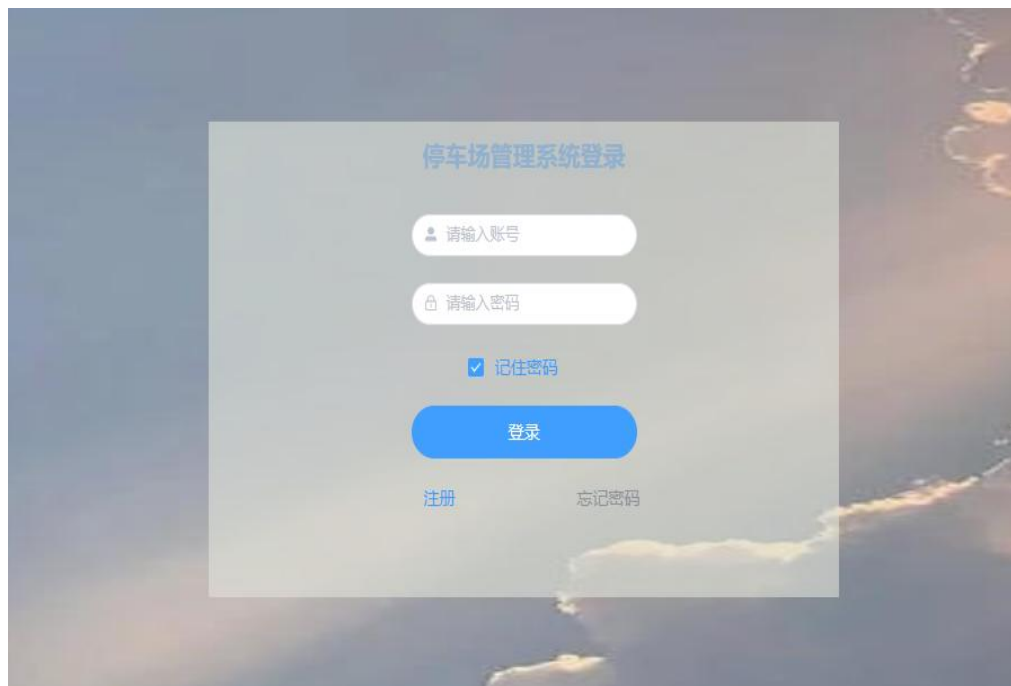 停车场管理系统登录
请输入账号
请输入密码
记住密码
登录
注册 忘记密码